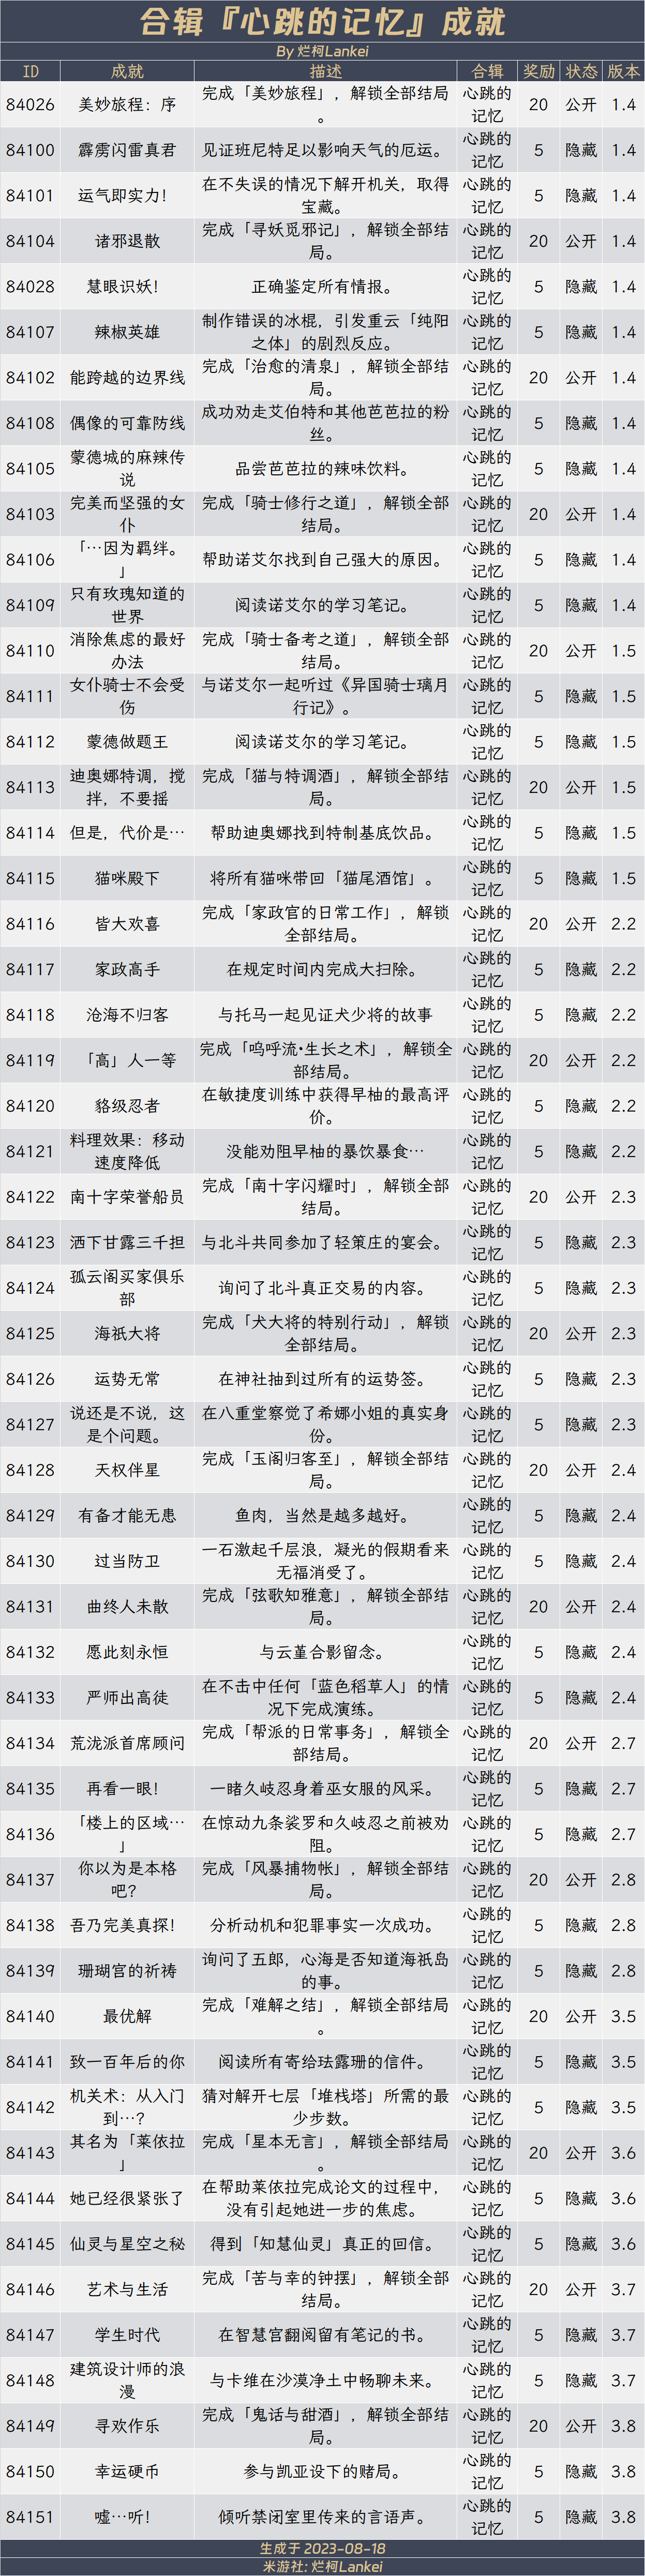 合辑『心跳的记忆』成就
By 烂柯Lankei
ID 成就 描述 合辑 奖励 状态 版本
84026 美妙旅程：序 完成「美妙旅程」，解锁全部结局。 心跳的记忆 20 公开 1.4
84100 霹雳闪雷真君 见证班尼特足以影响天气的厄运。 心跳的记忆 5 隐藏 1.4
84101 运气即实力！ 在不失误的情况下解开机关，取得宝藏。 心跳的记忆 5 隐藏 1.4
84104 诸邪退散 完成「寻妖觅邪记」，解锁全部结局。 心跳的记忆 20 公开 1.4
84028 慧眼识妖！ 正确鉴定所有情报。 心跳的记忆 5 隐藏 1.4
84107 辣椒英雄 制作错误的冰棍，引发重云「纯阳之体」的剧烈反应。 心跳的记忆 5 隐藏 1.4
84102 能跨越的边界线 完成「治愈的清泉」，解锁全部结局。 心跳的记忆 20 公开 1.4
84108 偶像的可靠防线 成功劝走艾伯特和其他芭芭拉的粉丝。 心跳的记忆 5 隐藏 1.4
84105 蒙德城的麻辣传说 品尝芭芭拉的辣味饮料。 心跳的记忆 5 隐藏 1.4
84103 完美而坚强的女仆 完成「骑士修行之道」，解锁全部结局。 心跳的记忆 20 公开 1.4
84106 「…因为羁绊。」 帮助诺艾尔找到自己强大的原因。 心跳的记忆 5 隐藏 1.4
84109 只有玫瑰知道的世界 阅读诺艾尔的学习笔记。 心跳的记忆 5 隐藏 1.4
84110 消除焦虑的最好办法 完成「骑士备考之道」，解锁全部结局。 心跳的记忆 20 公开 1.5
84111 女仆骑士不会受伤 与诺艾尔一起听过《异国骑士璃月行记》。 心跳的记忆 5 隐藏 1.5
84112 蒙德做题王 阅读诺艾尔的学习笔记。 心跳的记忆 5 隐藏 1.5
84113 迪奥娜特调，搅拌，不要摇 完成「猫与特调酒」，解锁全部结局。 心跳的记忆 20 公开 1.5
84114 但是，代价是… 帮助迪奥娜找到特制基底饮品。 心跳的记忆 5 隐藏 1.5
84115 猫咪殿下 将所有猫咪带回「猫尾酒馆」。 心跳的记忆 5 隐藏 1.5
84116 皆大欢喜 完成「家政官的日常工作」，解锁全部结局。 心跳的记忆 20 公开 2.2
84117 家政高手 在规定时间内完成大扫除。 心跳的记忆 5 隐藏 2.2
84118 沧海不归客 与托马一起见证犬少将的故事 心跳的记忆 5 隐藏 2.2
84119 「高」人一等 完成「呜呼流•生长之术」，解锁全部结局。 心跳的记忆 20 公开 2.2
84120 貉级忍者 在敏捷度训练中获得早柚的最高评价。 心跳的记忆 5 隐藏 2.2
84121 料理效果：移动速度降低 没能劝阻早柚的暴饮暴食… 心跳的记忆 5 隐藏 2.2
84122 南十字荣誉船员 完成「南十字闪耀时」，解锁全部结局。 心跳的记忆 20 公开 2.3
84123 洒下甘露三千担 与北斗共同参加了轻策庄的宴会。 心跳的记忆 5 隐藏 2.3
84124 孤云阁买家俱乐部 询问了北斗真正交易的内容。 心跳的记忆 5 隐藏 2.3
84125 海祇大将 完成「犬大将的特别行动」，解锁全部结局。 心跳的记忆 20 公开 2.3
84126 运势无常 在神社抽到过所有的运势签。 心跳的记忆 5 隐藏 2.3
84127 说还是不说，这是个问题。 在八重堂察觉了希娜小姐的真实身份。 心跳的记忆 5 隐藏 2.3
84128 天权伴星 完成「玉阁归客至」，解锁全部结局。 心跳的记忆 20 公开 2.4
84129 有备才能无患 鱼肉，当然是越多越好。 心跳的记忆 5 隐藏 2.4
84130 过当防卫 一石激起千层浪，凝光的假期看来无福消受了。 心跳的记忆 5 隐藏 2.4
84131 曲终人未散 完成「弦歌知雅意」，解锁全部结局。 心跳的记忆 20 公开 2.4
84132 愿此刻永恒 与云堇合影留念。 心跳的记忆 5 隐藏 2.4
84133 严师出高徒 在不击中任何「蓝色稻草人」的情况下完成演练。 心跳的记忆 5 隐藏 2.4
84134 荒泷派首席顾问 完成「帮派的日常事务」，解锁全部结局。 心跳的记忆 20 公开 2.7
84135 再看一眼！ 一睹久岐忍身着巫女服的风采。 心跳的记忆 5 隐藏 2.7
84136 「楼上的区域…」 在惊动九条裟罗和久岐忍之前被劝阻。 心跳的记忆 5 隐藏 2.7
84137 你以为是本格吧？ 完成「风暴捕物帐」，解锁全部结局。 心跳的记忆 20 公开 2.8
84138 吾乃完美真探！ 分析动机和犯罪事实一次成功。 心跳的记忆 5 隐藏 2.8
84139 珊瑚宫的祈祷 询问了五郎，心海是否知道海祇岛的事。 心跳的记忆 5 隐藏 2.8
84140 最优解 完成「难解之结」，解锁全部结局。 心跳的记忆 20 公开 3.5
84141 致一百年后的你 阅读所有寄给珐露珊的信件。 心跳的记忆 5 隐藏 3.5
84142 机关术：从入门到…？ 猜对解开七层「堆栈塔」所需的最少步数。 心跳的记忆 5 隐藏 3.5
84143 其名为「莱依拉」 完成「星本无言」，解锁全部结局。 心跳的记忆 20 公开 3.6
84144 她已经很紧张了 在帮助莱依拉完成论文的过程中，没有引起她进一步的焦虑。 心跳的记忆 5 隐藏 3.6
84145 仙灵与星空之秘 得到「知慧仙灵」真正的回信。 心跳的记忆 5 隐藏 3.6
84146 艺术与生活 完成「苦与幸的钟摆」，解锁全部结局。 心跳的记忆 20 公开 3.7
84147 学生时代 在智慧宫翻阅留有笔记的书。 心跳的记忆 5 隐藏 3.7
84148 建筑设计师的浪漫 与卡维在沙漠净土中畅聊未来。 心跳的记忆 5 隐藏 3.7
84149 寻欢作乐 完成「鬼话与甜酒」，解锁全部结局。 心跳的记忆 20 公开 3.8
84150 幸运硬币 参与凯亚设下的赌局。 心跳的记忆 5 隐藏 3.8
84151 嘘…听！ 倾听禁闭室里传来的言语声。 心跳的记忆 5 隐藏 3.8
生成于 2023-08-18
米游社: 烂柯Lankei